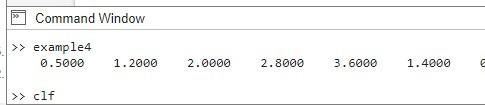 Command Window
>> example4
0.5000 1.2000 2.0000 2.8000 3.6000 1.4000
>> clf